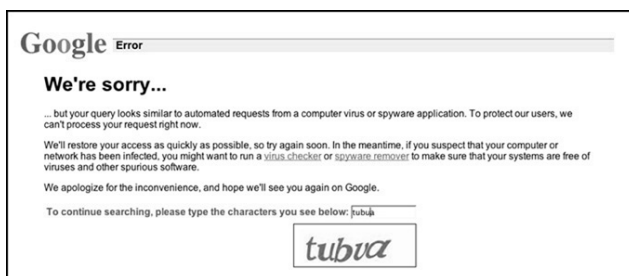 Google Error
We're sorry...
... but your query looks similar to automated requests from a computer virus or spyware application. To protect our users, we
can't process your request right now.
We'll restore your access as quickly as possible, so try again soon. In the meantime, if you suspect that your computer or
network has been infected, you might want to run a virus checker or spyware remover to make sure that your systems are free of
viruses and other spurious software.
We apologize for the inconvenience, and hope we'll see you again on Google.
To continue searching, please type the characters you see below: tubua
tubva